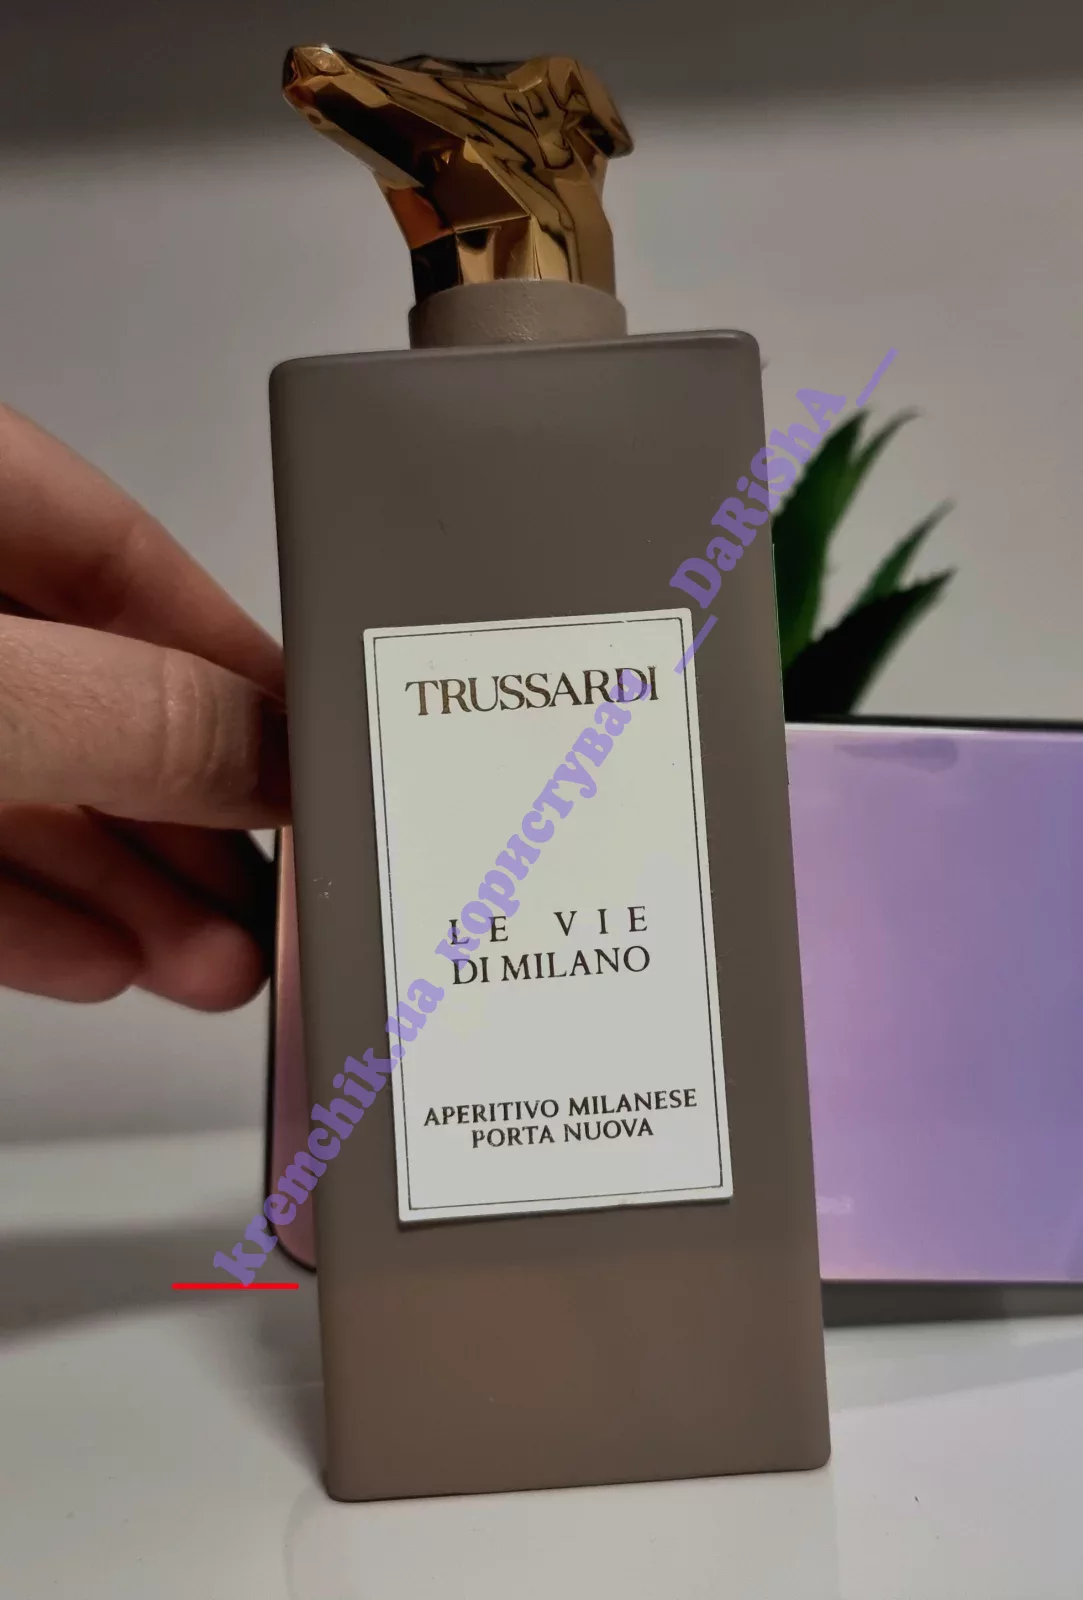 TRUSSARDI
LE VIE
DI MILANO
APERITIVO MILANESE
PORTA NUOVA
kremchik.ua користувач __DaRiShA__